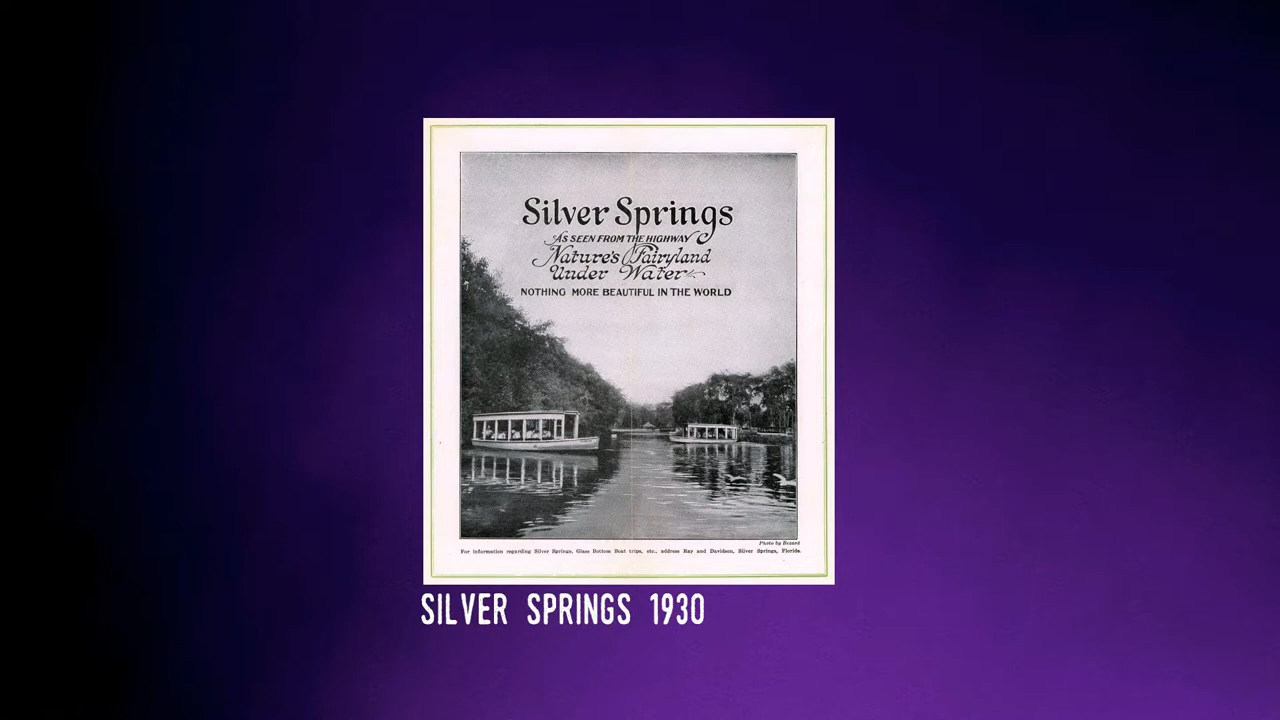 Silver Springs
AS SEEN FROM THE HIGHWAY
Nature's Fairyland
Under Water
NOTHING MORE BEAUTIFUL IN THE WORLD
Photo by Bezard
For information regarding Silver Springs, Glass Bottom Boat trips, etc., address Ray and Davidson, Silver Springs, Florida.
SILVER SPRINGS 1930